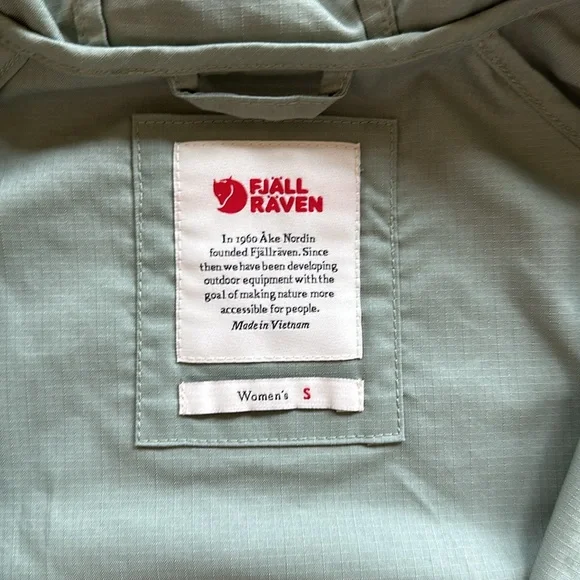 FJÄLL
RÄVEN
In 1960 Åke Nordin
founded Fjällräven. Since
then we have been developing
outdoor equipment with the
goal of making nature more
accessible for people.
Made in Vietnam
Women's S